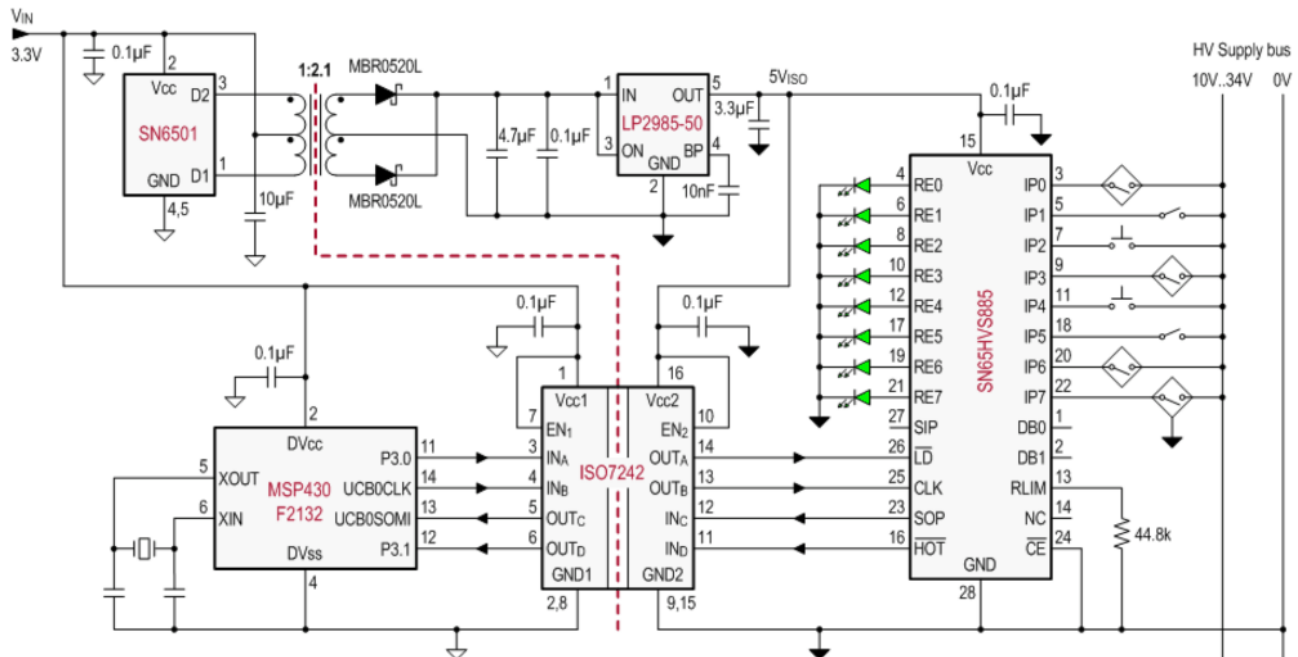 VIN
3.3V
0.1µF
2
Vcc
D2
3
SN6501
D1
1
GND
4,5
10µF
1:2.1
MBR0520L
MBR0520L
4.7µF
0.1µF
1
IN
OUT
5
LP2985-50
3
ON
BP
4
GND
2
10nF
5VISO
3.3µF
0.1µF
HV Supply bus
10V..34V
0V
15
Vcc
4
RE0
IP0
3
6
RE1
IP1
5
8
RE2
IP2
7
10
RE3
IP3
9
12
RE4
IP4
11
17
RE5
IP5
18
19
RE6
IP6
20
21
RE7
IP7
22
27
SIP
DB0
1
26
LD
DB1
2
25
CLK
RLIM
13
23
SOP
NC
14
16
HOT
CE
24
SN65HVS885
GND
28
44.8k
0.1µF
0.1µF
0.1µF
1
16
Vcc1
Vcc2
7
EN1
EN2
10
3
INA
OUTA
14
4
INB
OUTB
13
5
OUTC
INC
12
6
OUTD
IND
11
ISO7242
GND1
GND2
2,8
9,15
2
DVcc
5
XOUT
P3.0
11
MSP430
F2132
UCB0CLK
14
6
XIN
UCB0SOMI
13
P3.1
12
DVss
4